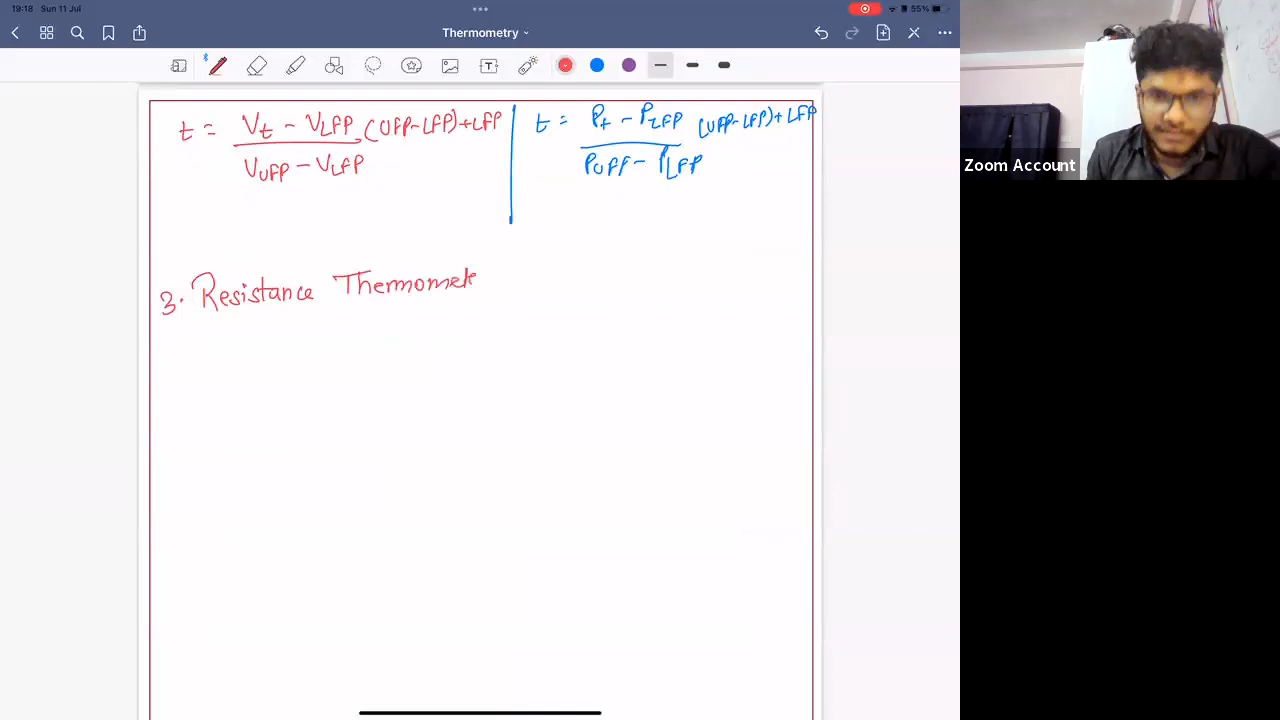 19:18 Sun 11 Jul
55%
Thermometry
T
t = Vt - VLFP (UFP-LFP)+LFP
VUFP - VLFP
t = Pt - PLFP (UFP-LFP)+LFP
PUFP - PLFP
3. Resistance Thermomet
Zoom Account